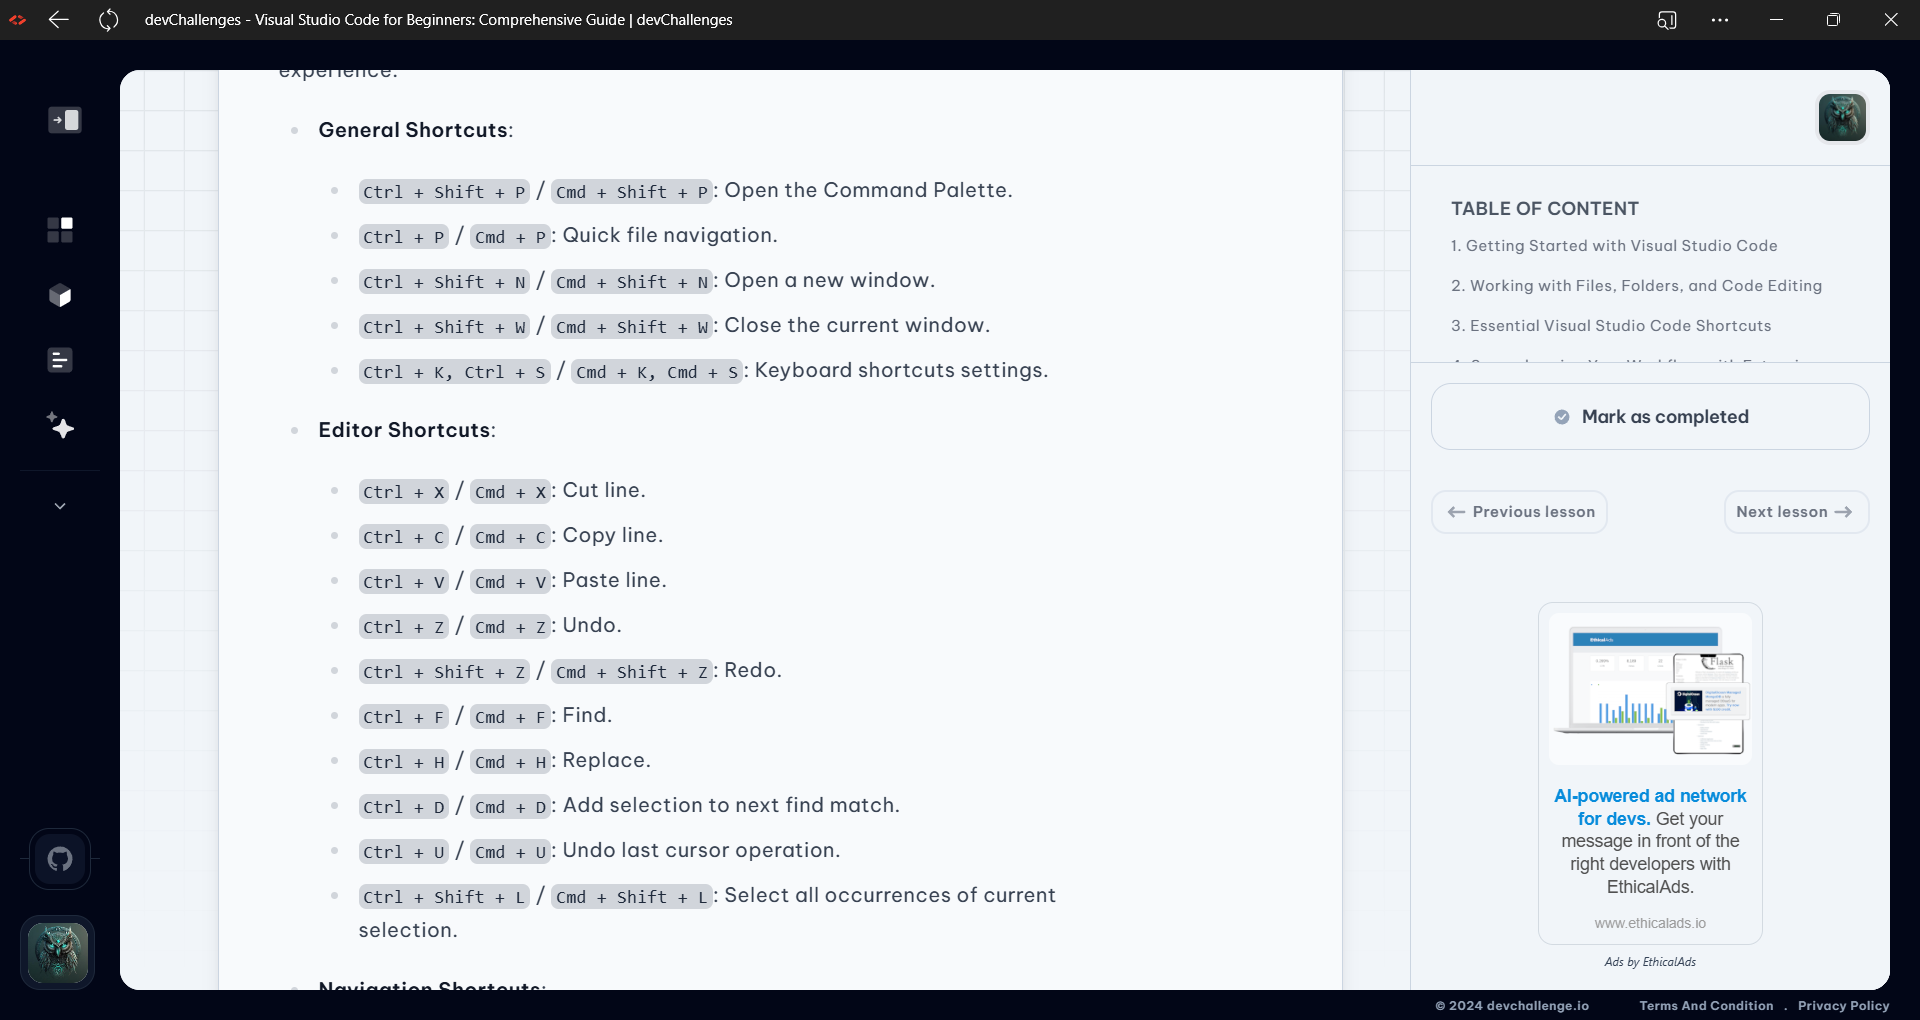 devChallenges - Visual Studio Code for Beginners: Comprehensive Guide | devChallenges
experience.
General Shortcuts:
Ctrl + Shift + P / Cmd + Shift + P: Open the Command Palette.
Ctrl + P / Cmd + P: Quick file navigation.
Ctrl + Shift + N / Cmd + Shift + N: Open a new window.
Ctrl + Shift + W / Cmd + Shift + W: Close the current window.
Ctrl + K, Ctrl + S / Cmd + K, Cmd + S: Keyboard shortcuts settings.
Editor Shortcuts:
Ctrl + X / Cmd + X: Cut line.
Ctrl + C / Cmd + C: Copy line.
Ctrl + V / Cmd + V: Paste line.
Ctrl + Z / Cmd + Z: Undo.
Ctrl + Shift + Z / Cmd + Shift + Z: Redo.
Ctrl + F / Cmd + F: Find.
Ctrl + H / Cmd + H: Replace.
Ctrl + D / Cmd + D: Add selection to next find match.
Ctrl + U / Cmd + U: Undo last cursor operation.
Ctrl + Shift + L / Cmd + Shift + L: Select all occurrences of current
selection.
Navigation Shortcuts:
TABLE OF CONTENT
1. Getting Started with Visual Studio Code
2. Working with Files, Folders, and Code Editing
3. Essential Visual Studio Code Shortcuts
Mark as completed
Previous lesson
Next lesson
EthicalAds
Flask
AI-powered ad network
for devs. Get your
message in front of the
right developers with
EthicalAds.
www.ethicalads.io
Ads by EthicalAds
© 2024 devchallenge.io
Terms And Condition . Privacy Policy